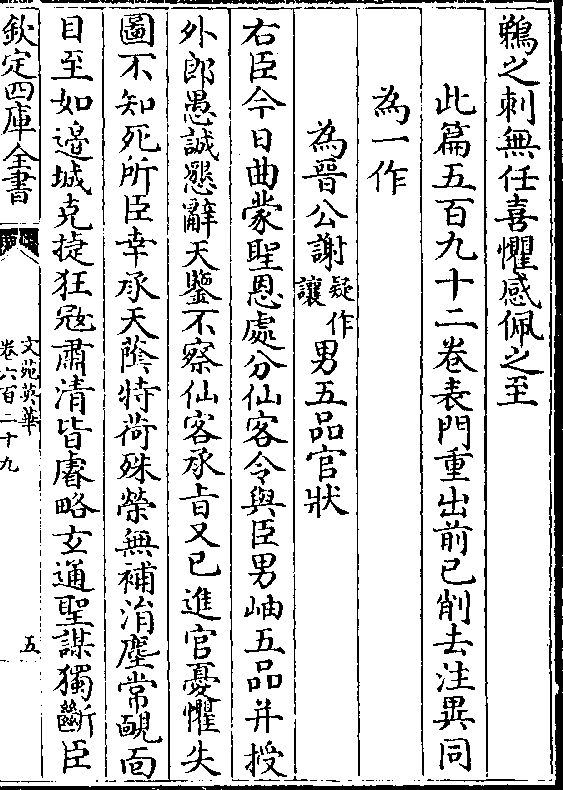 鵜之刺無任喜懼感佩之至
此篇五百九十二卷表門重出前已削去注異同
為一作
為晉公謝疑作讓男五品官狀
右臣今日曲蒙聖恩處分仙客令與臣男岫五品并授
外郎愚誠懇辭天鑒不察仙客承㫖又已進官憂懼失
圖不知死所臣幸承天蔭特荷殊榮無補涓塵常靦面
目至如邉城克捷狂宼肅清皆睿略玄通聖謀獨斷臣
欽定四庫全書
文苑英華
卷六百二十九
五